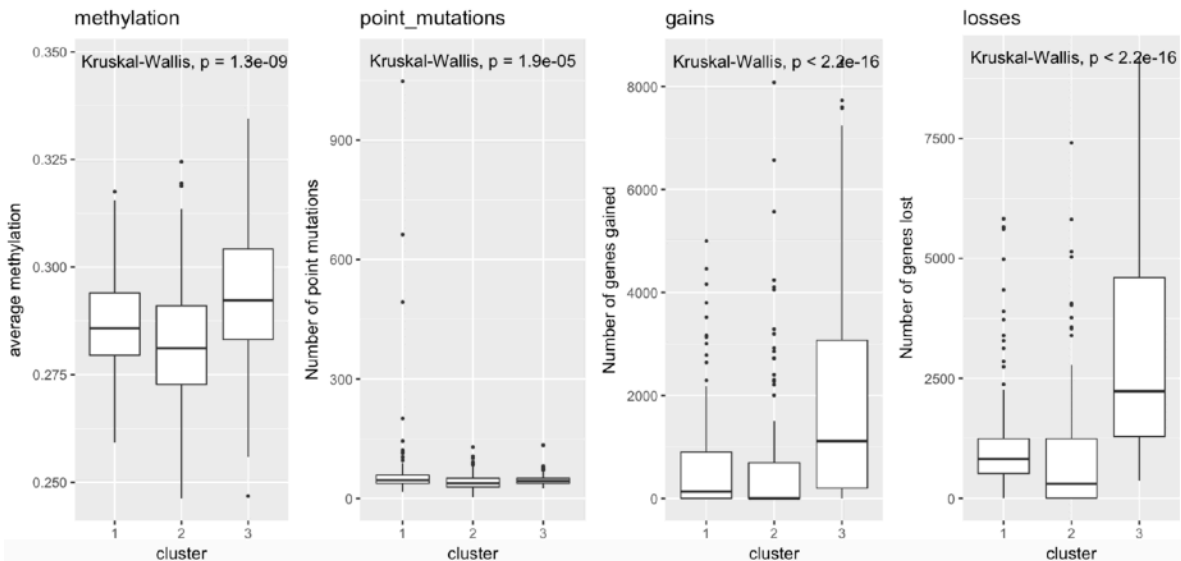 methylation
Kruskal-Wallis, p = 1.3e-09
average methylation
0.350
0.325
0.300
0.275
0.250
1 2 3
cluster
point_mutations
Kruskal-Wallis, p = 1.9e-05
Number of point mutations
900
600
300
0
1 2 3
cluster
gains
Kruskal-Wallis, p < 2.2e-16
Number of genes gained
8000
6000
4000
2000
0
1 2 3
cluster
losses
Kruskal-Wallis, p < 2.2e-16
Number of genes lost
7500
5000
2500
0
1 2 3
cluster